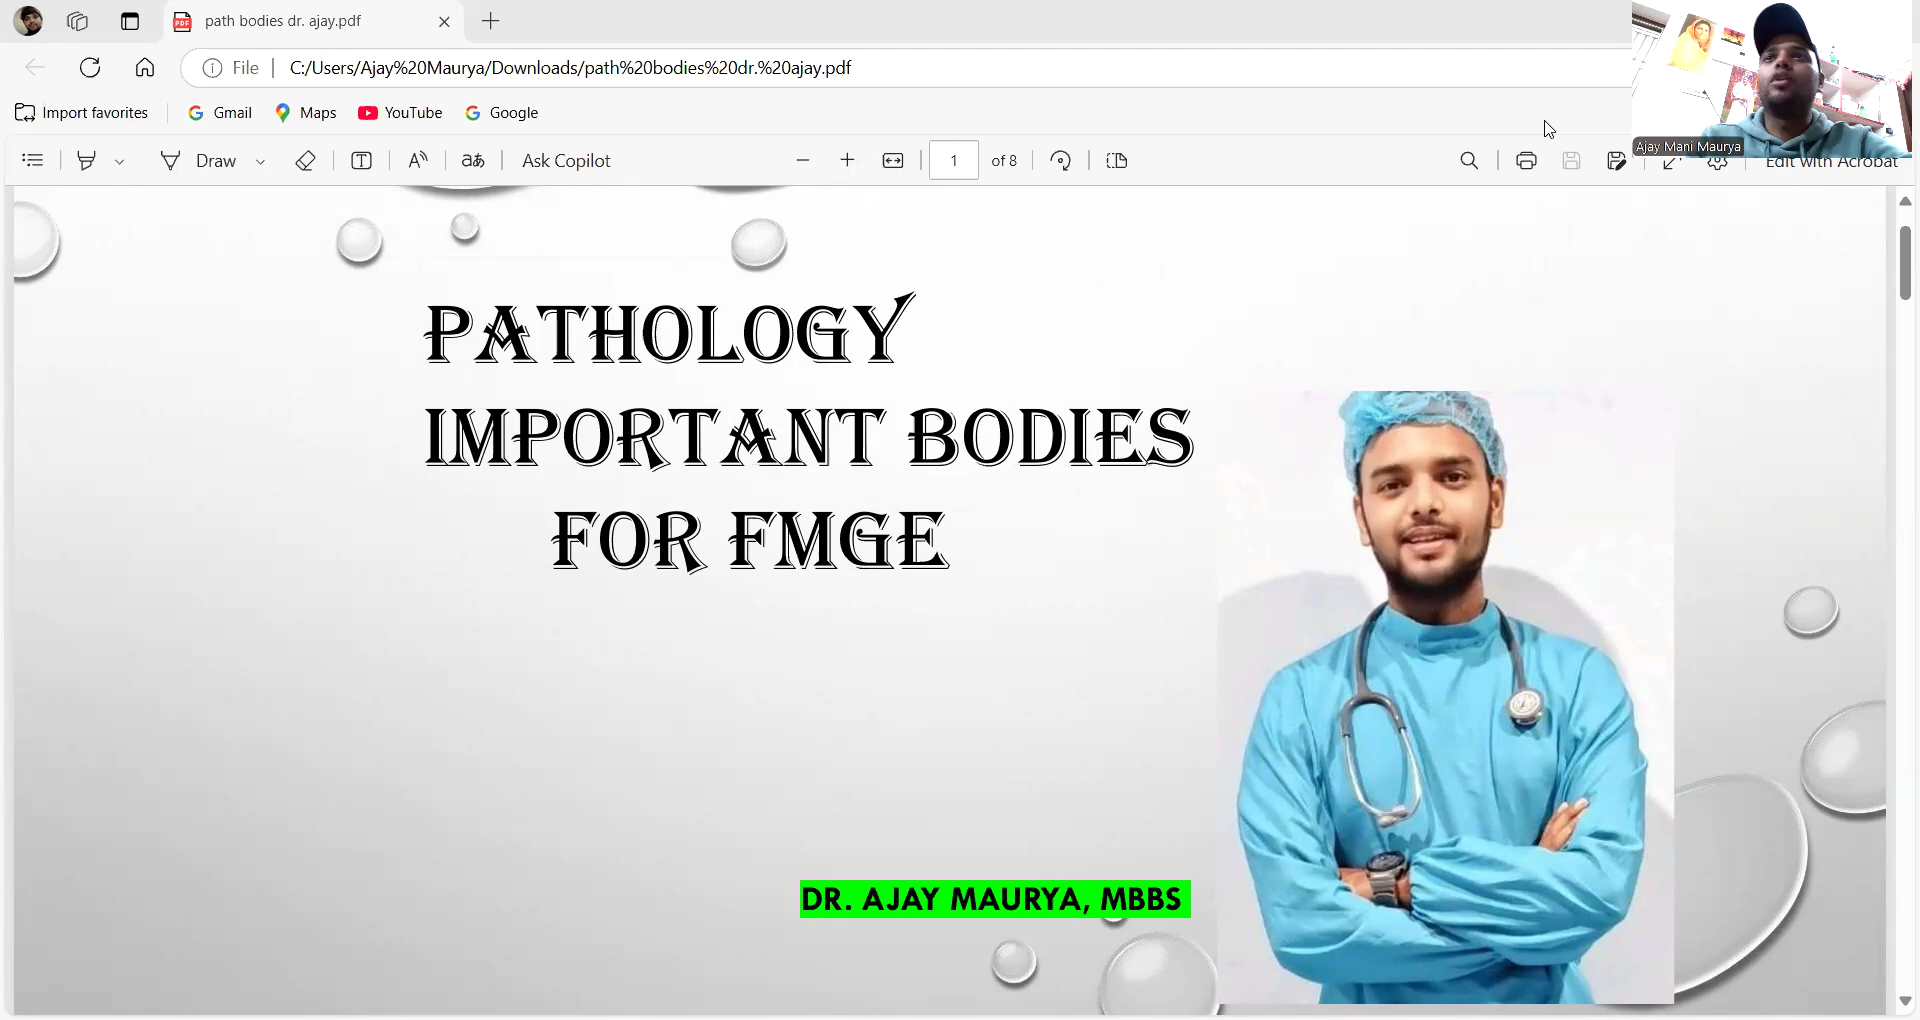 path bodies dr. ajay.pdf
File
C:/Users/Ajay%20Maurya/Downloads/path%20bodies%20dr.%20ajay.pdf
Import favorites
Gmail
Maps
YouTube
Google
Draw
Ask Copilot
1 of 8
Edit with Acrobat
Ajay Mani Maurya
PATHOLOGY
IMPORTANT BODIES
FOR FMGE
DR. AJAY MAURYA, MBBS